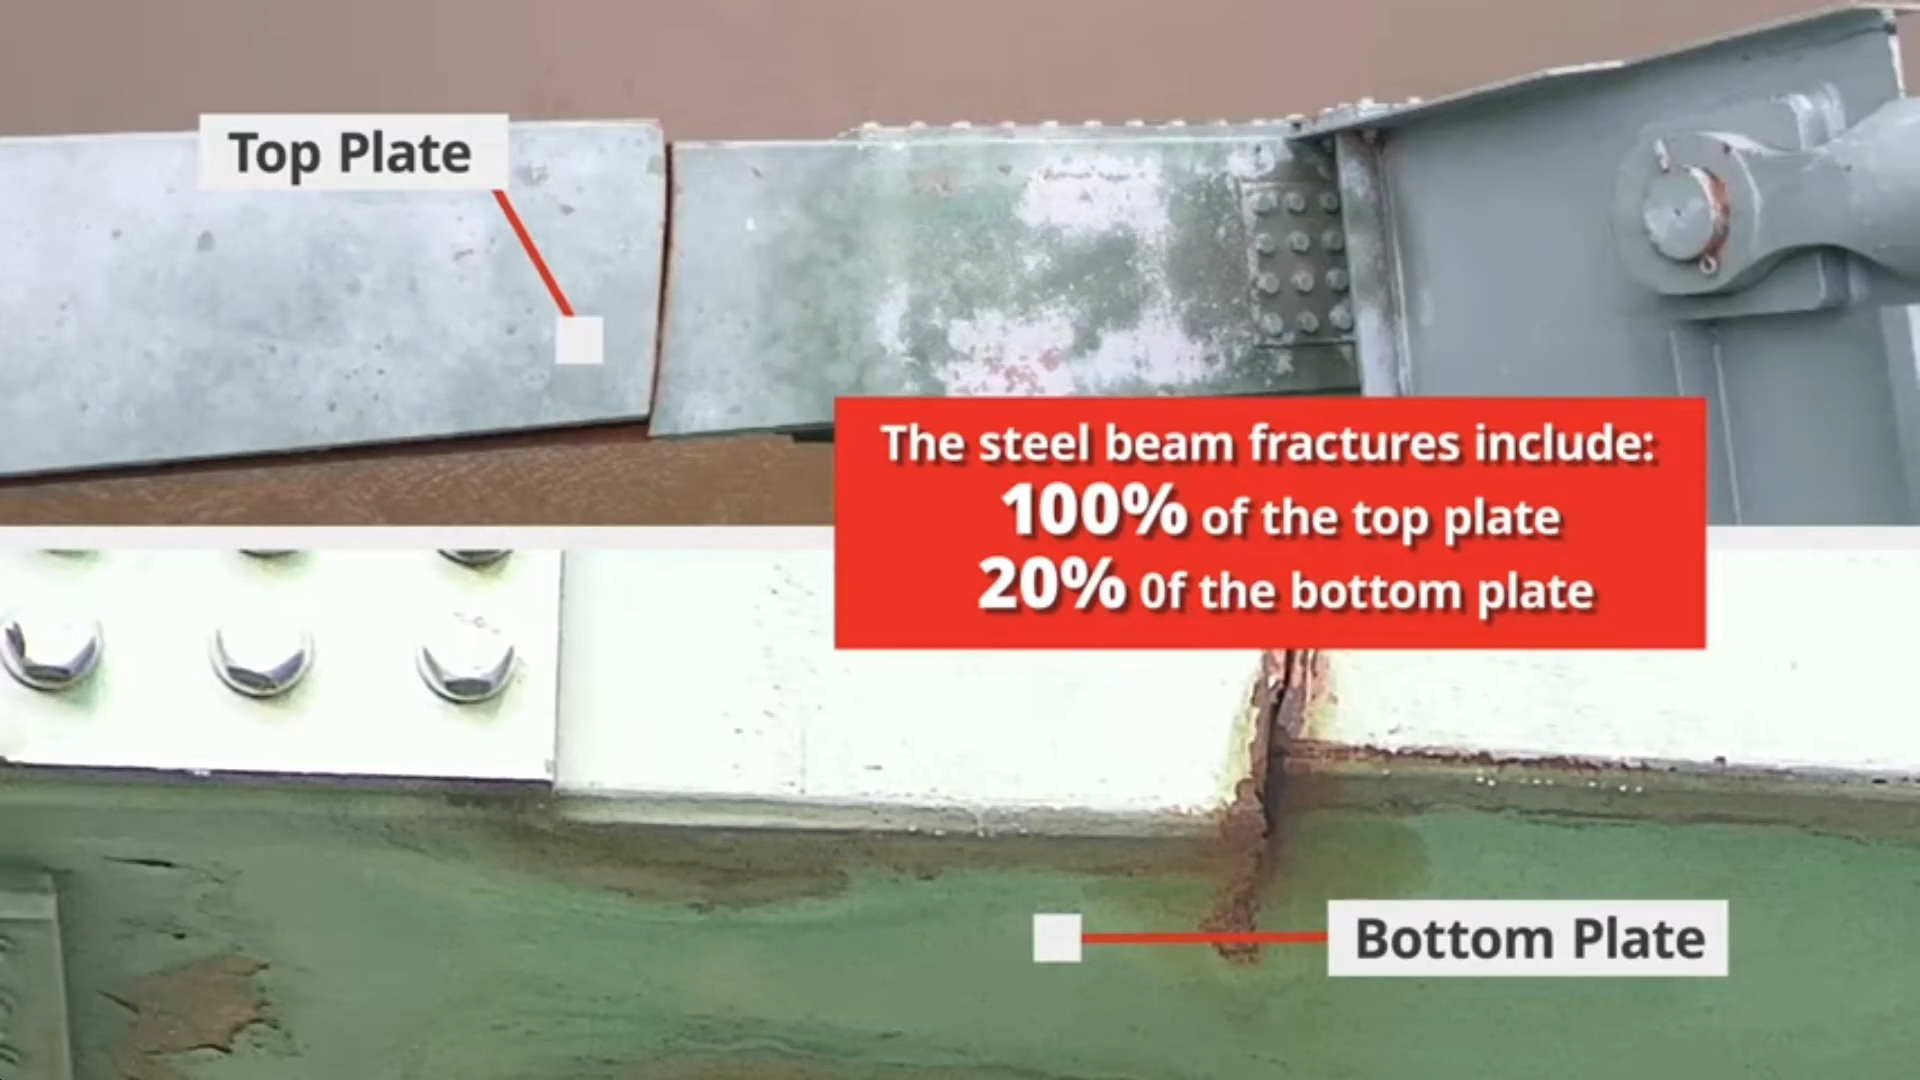 Top Plate
The steel beam fractures include:
100% of the top plate
20% 0f the bottom plate
Bottom Plate